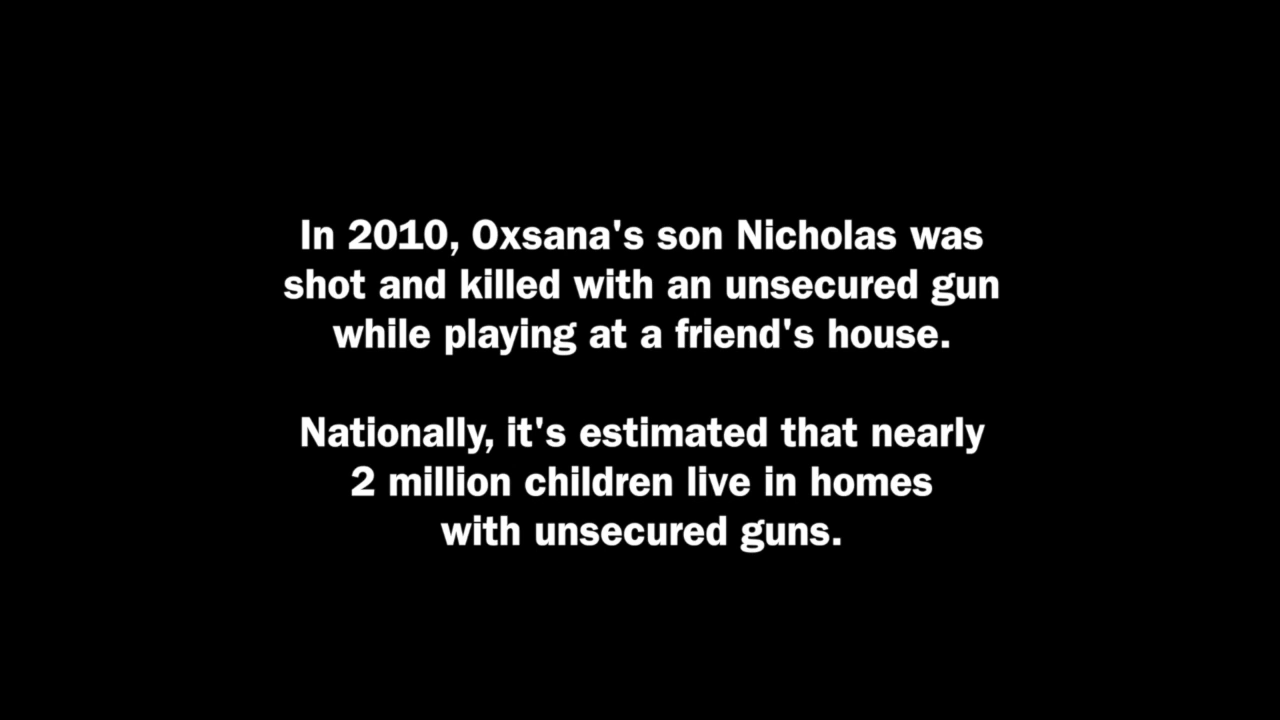 In 2010, Oxsana's son Nicholas was
shot and killed with an unsecured gun
while playing at a friend's house.
Nationally, it's estimated that nearly
2 million children live in homes
with unsecured guns.